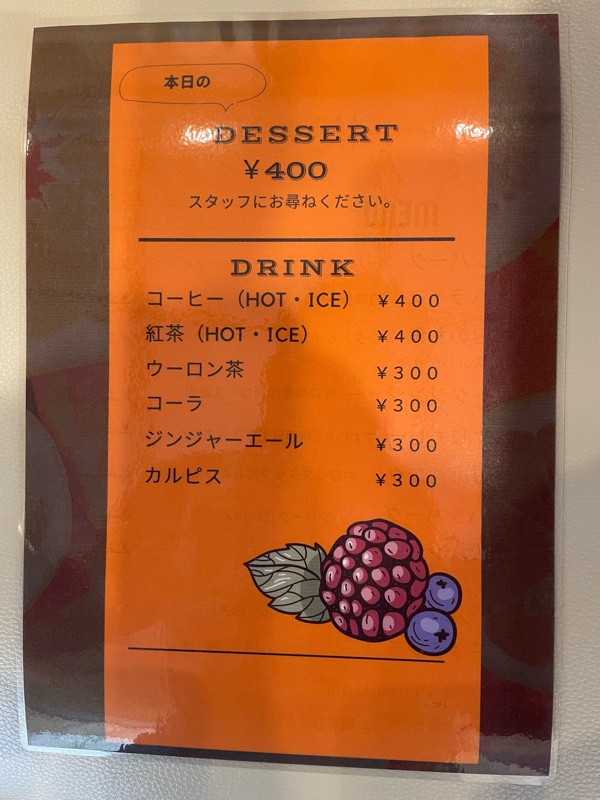 本日の
DESSERT
￥400
スタッフにお尋ねください。
DRINK
コーヒー（HOT・ICE） ￥４００
紅茶（HOT・ICE） ￥４００
ウーロン茶 ￥３００
コーラ ￥３００
ジンジャーエール ￥３００
カルピス ￥３００